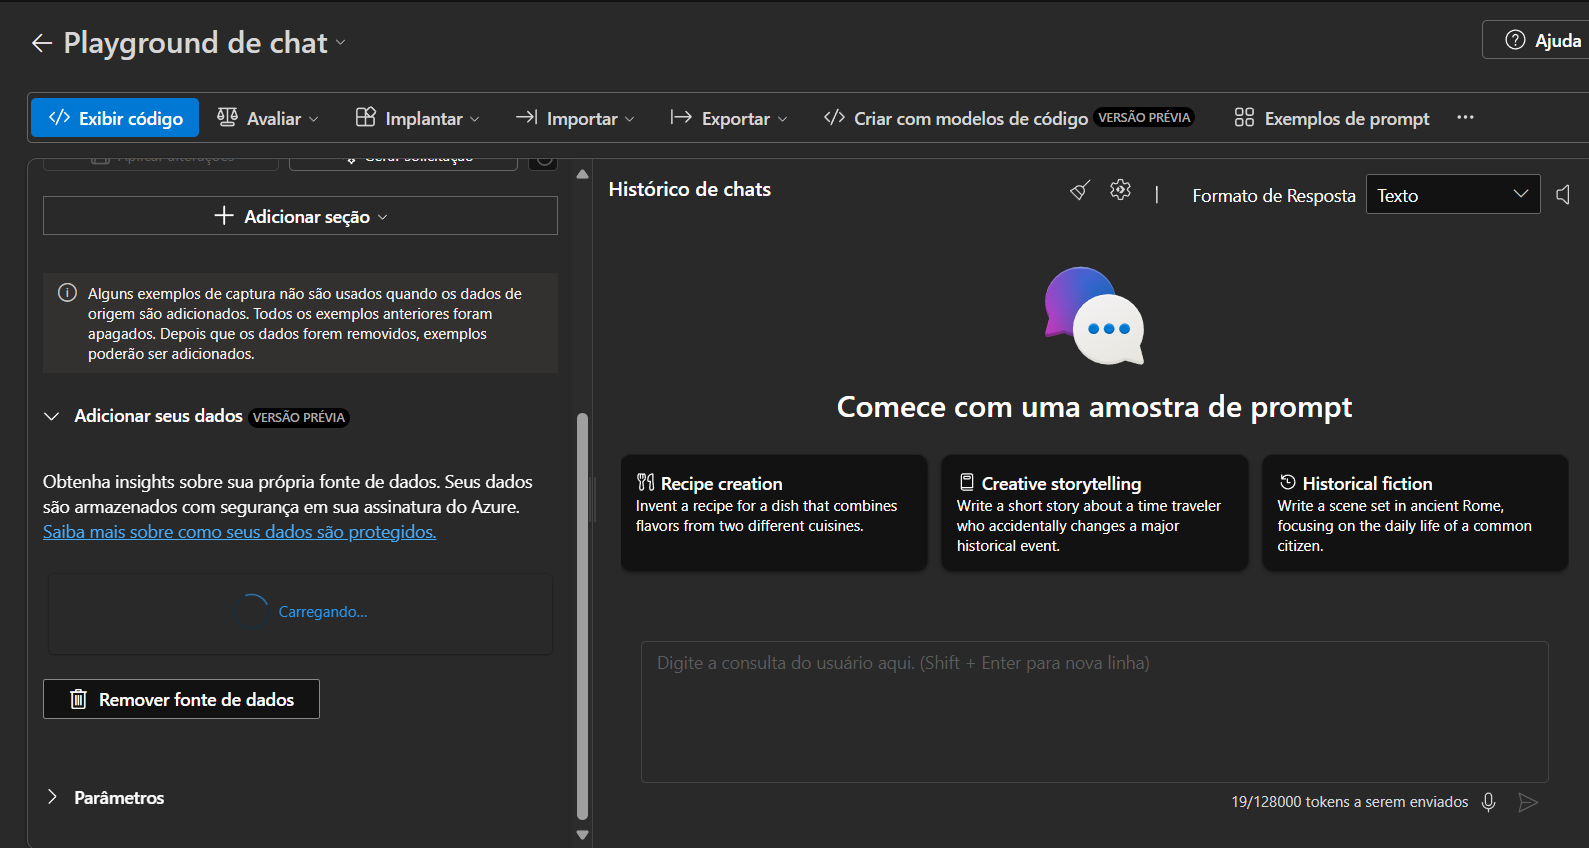 Playground de chat
Ajuda
Exibir código
Avaliar
Implantar
Importar
Exportar
Criar com modelos de código VERSÃO PRÉVIA
Exemplos de prompt
Aplicar alterações
Gerar solicitação
Adicionar seção
Alguns exemplos de captura não são usados quando os dados de
origem são adicionados. Todos os exemplos anteriores foram
apagados. Depois que os dados forem removidos, exemplos
poderão ser adicionados.
Adicionar seus dados VERSÃO PRÉVIA
Obtenha insights sobre sua própria fonte de dados. Seus dados
são armazenados com segurança em sua assinatura do Azure.
Saiba mais sobre como seus dados são protegidos.
Carregando...
Remover fonte de dados
Parâmetros
Histórico de chats
Formato de Resposta
Texto
Comece com uma amostra de prompt
Recipe creation
Invent a recipe for a dish that combines
flavors from two different cuisines.
Creative storytelling
Write a short story about a time traveler
who accidentally changes a major
historical event.
Historical fiction
Write a scene set in ancient Rome,
focusing on the daily life of a common
citizen.
Digite a consulta do usuário aqui. (Shift + Enter para nova linha)
19/128000 tokens a serem enviados